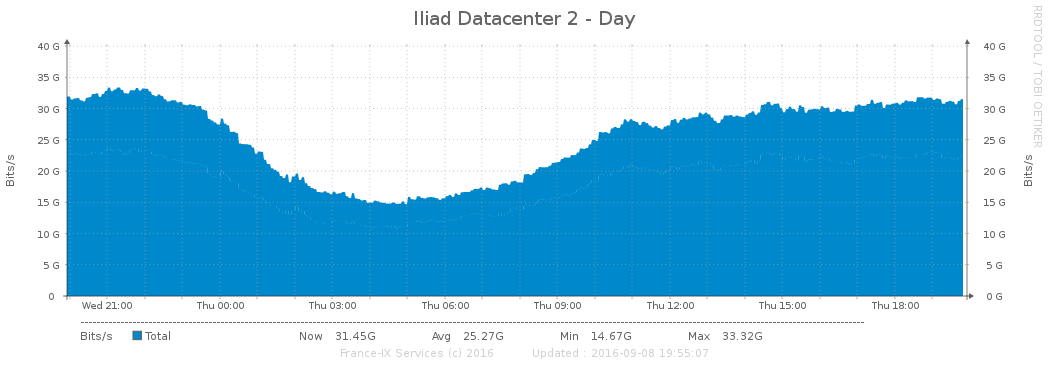 Iliad Datacenter 2 - Day
RRDTOOL / TOBI OETIKER
40 G 40 G
35 G 35 G
30 G 30 G
25 G 25 G
20 G 20 G
15 G 15 G
10 G 10 G
5 G 5 G
0 0 G
Bits/s
Bits/s
Wed 21:00 Thu 00:00 Thu 03:00 Thu 06:00 Thu 09:00 Thu 12:00 Thu 15:00 Thu 18:00
Bits/s Total Now 31.45G Avg 25.27G Min 14.67G Max 33.32G
France-IX Services (c) 2016 Updated : 2016-09-08 19:55:07